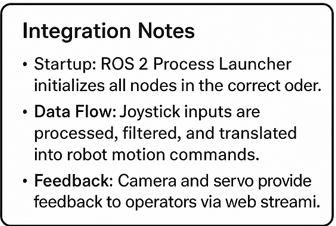 Integration Notes
• Startup: ROS 2 Process Launcher
initializes all nodes in the correct oder.
• Data Flow: Joystick inputs are
processed, filtered, and translated
into robot motion commands.
• Feedback: Camera and servo provide
feedback to operators via web streami.